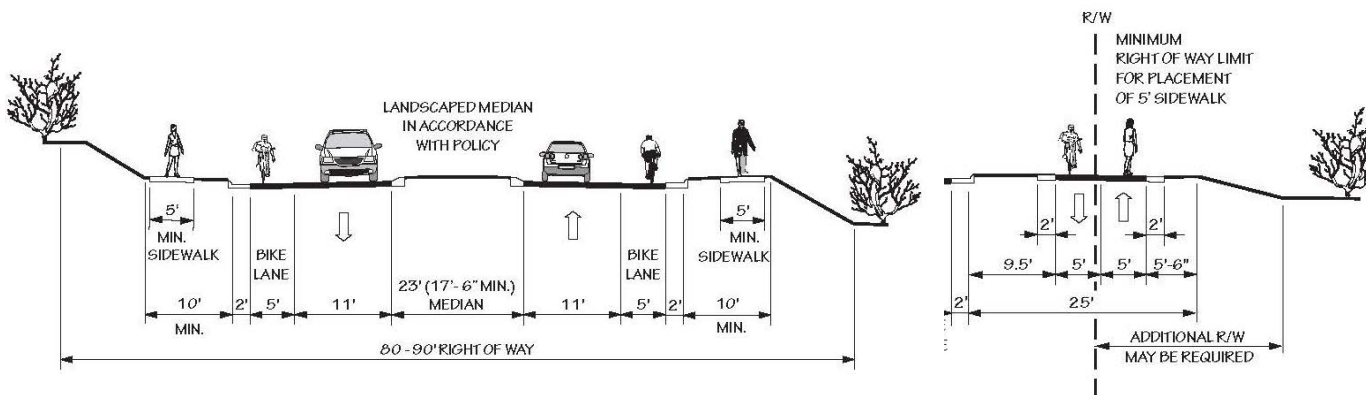 R/W
MINIMUM
RIGHT OF WAY LIMIT
FOR PLACEMENT
OF 5' SIDEWALK
LANDSCAPED MEDIAN
IN ACCORDANCE
WITH POLICY
5'
MIN.
SIDEWALK
BIKE
LANE
BIKE
LANE
5'
MIN.
SIDEWALK
10'
MIN.
2'
5'
11'
23' (17'-6" MIN.)
MEDIAN
11'
5'
2'
10'
MIN.
80-90' RIGHT OF WAY
2'
2'
9.5'
5'
5'
5'-6"
2'
25'
ADDITIONAL R/W
MAY BE REQUIRED